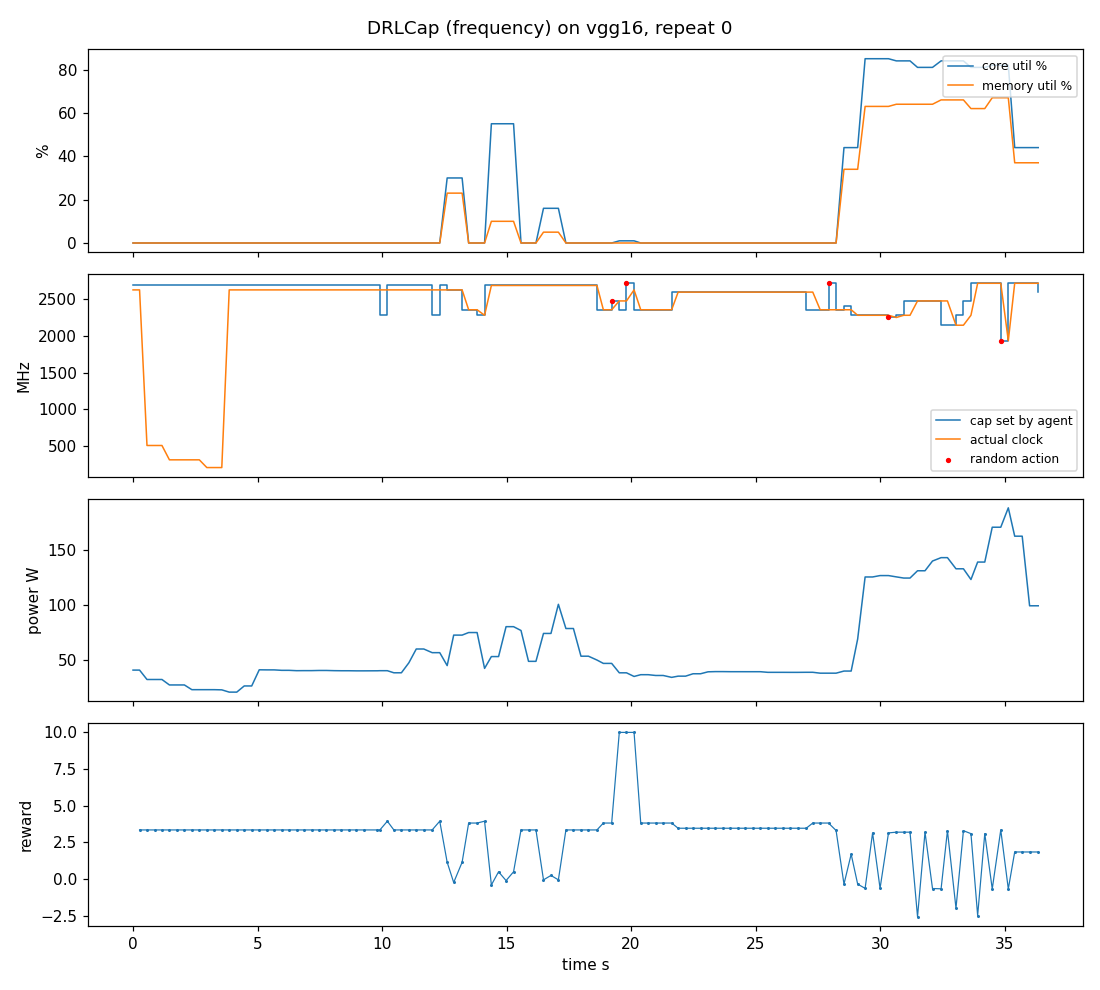 DRLCap (frequency) on vgg16, repeat 0
80
60
40
20
0
%
core util %
memory util %
2500
2000
1500
1000
500
MHz
cap set by agent
actual clock
random action
150
100
50
power W
10.0
7.5
5.0
2.5
0.0
−2.5
reward
0 5 10 15 20 25 30 35
time s